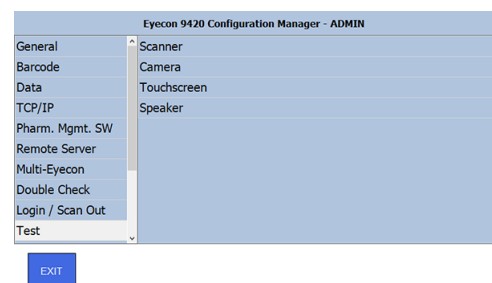 Eyecon 9420 Configuration Manager - ADMIN
General
Barcode
Data
TCP/IP
Pharm. Mgmt. SW
Remote Server
Multi-Eyecon
Double Check
Login / Scan Out
Test
Scanner
Camera
Touchscreen
Speaker
EXIT